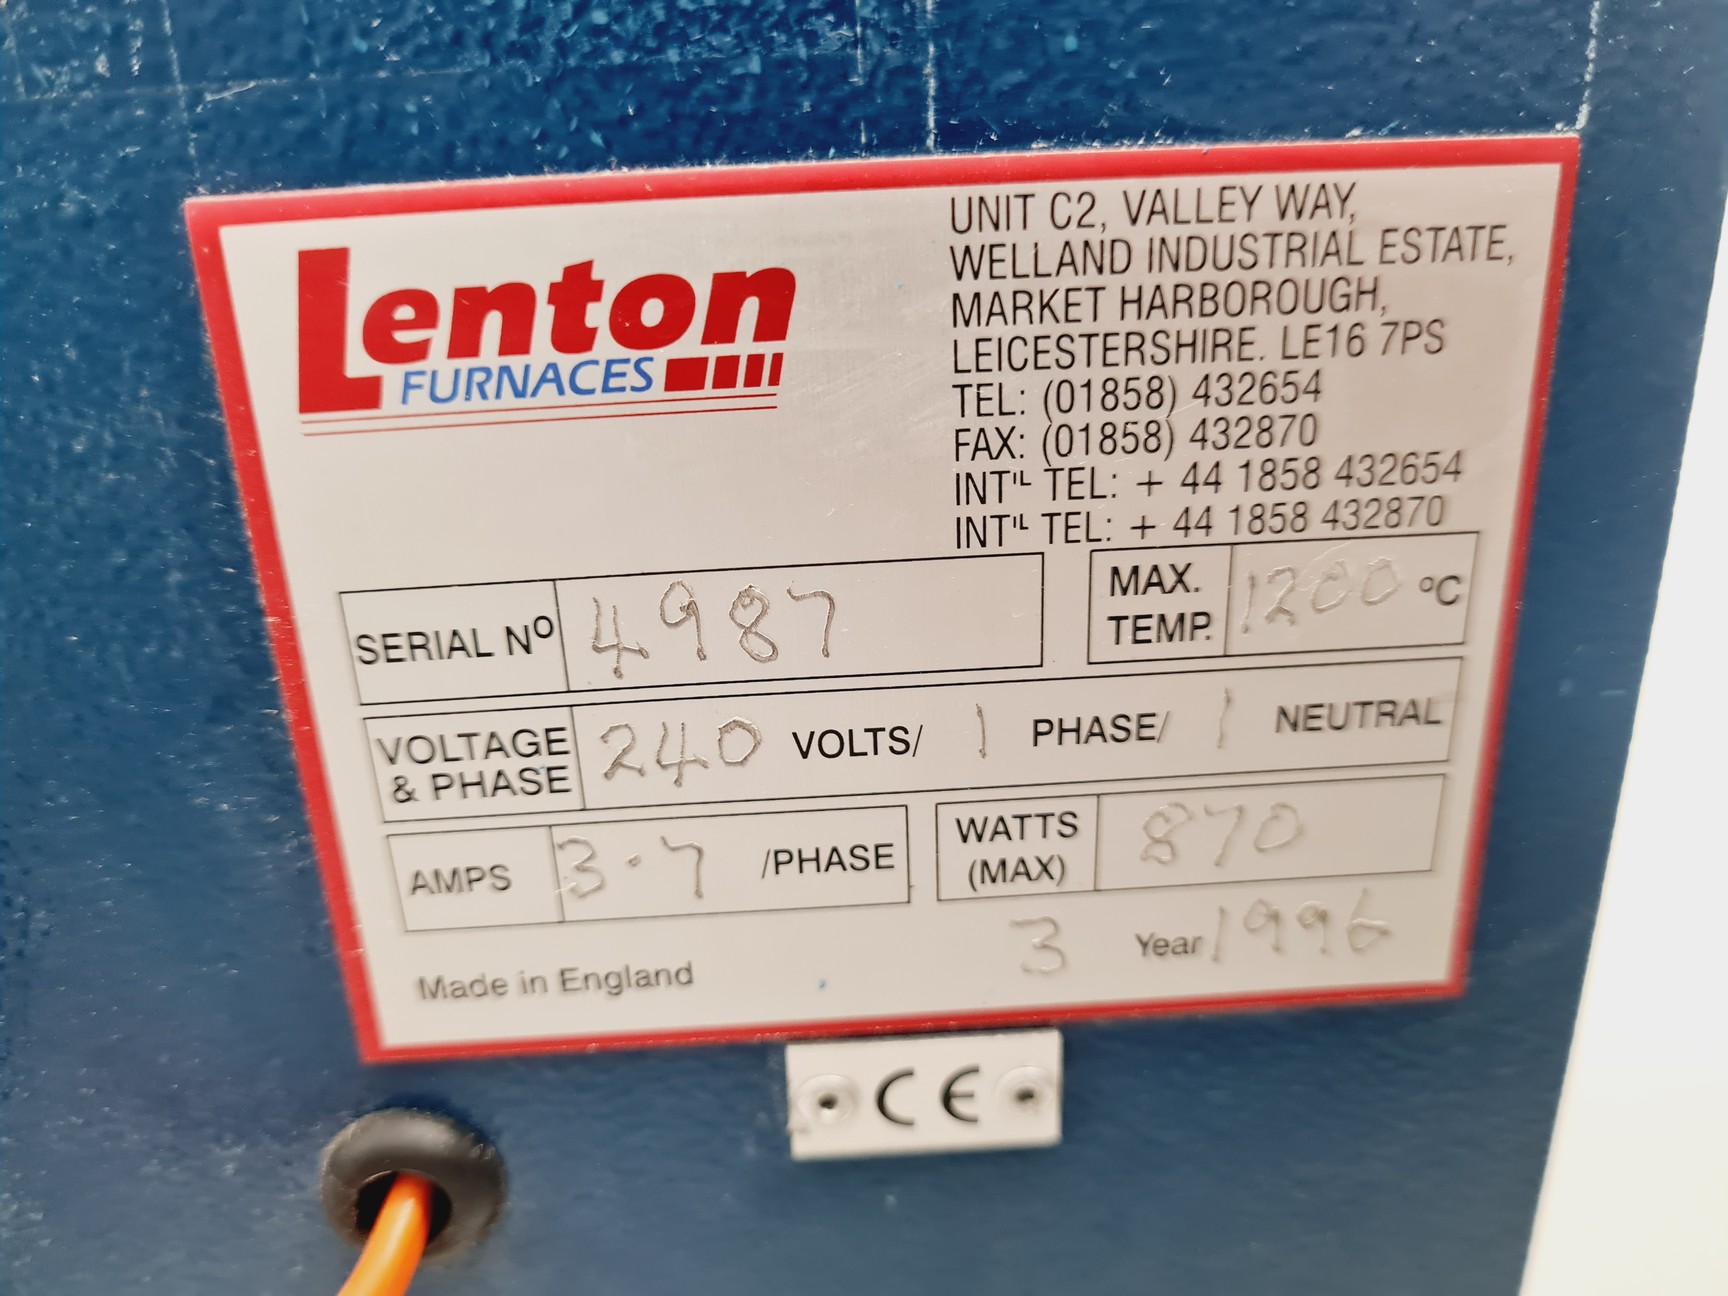 Lenton
FURNACES
UNIT C2, VALLEY WAY,
WELLAND INDUSTRIAL ESTATE,
MARKET HARBOROUGH,
LEICESTERSHIRE. LE16 7PS
TEL: (01858) 432654
FAX: (01858) 432870
INT'IL TEL: + 44 1858 432654
INT'IL TEL: + 44 1858 432870
SERIAL Nº 4987
MAX. TEMP. 1200 ºC
VOLTAGE & PHASE 240 VOLTS/ 1 PHASE/ 1 NEUTRAL
AMPS 3.7 /PHASE
WATTS (MAX) 870
Made in England 3 Year 1996
CE